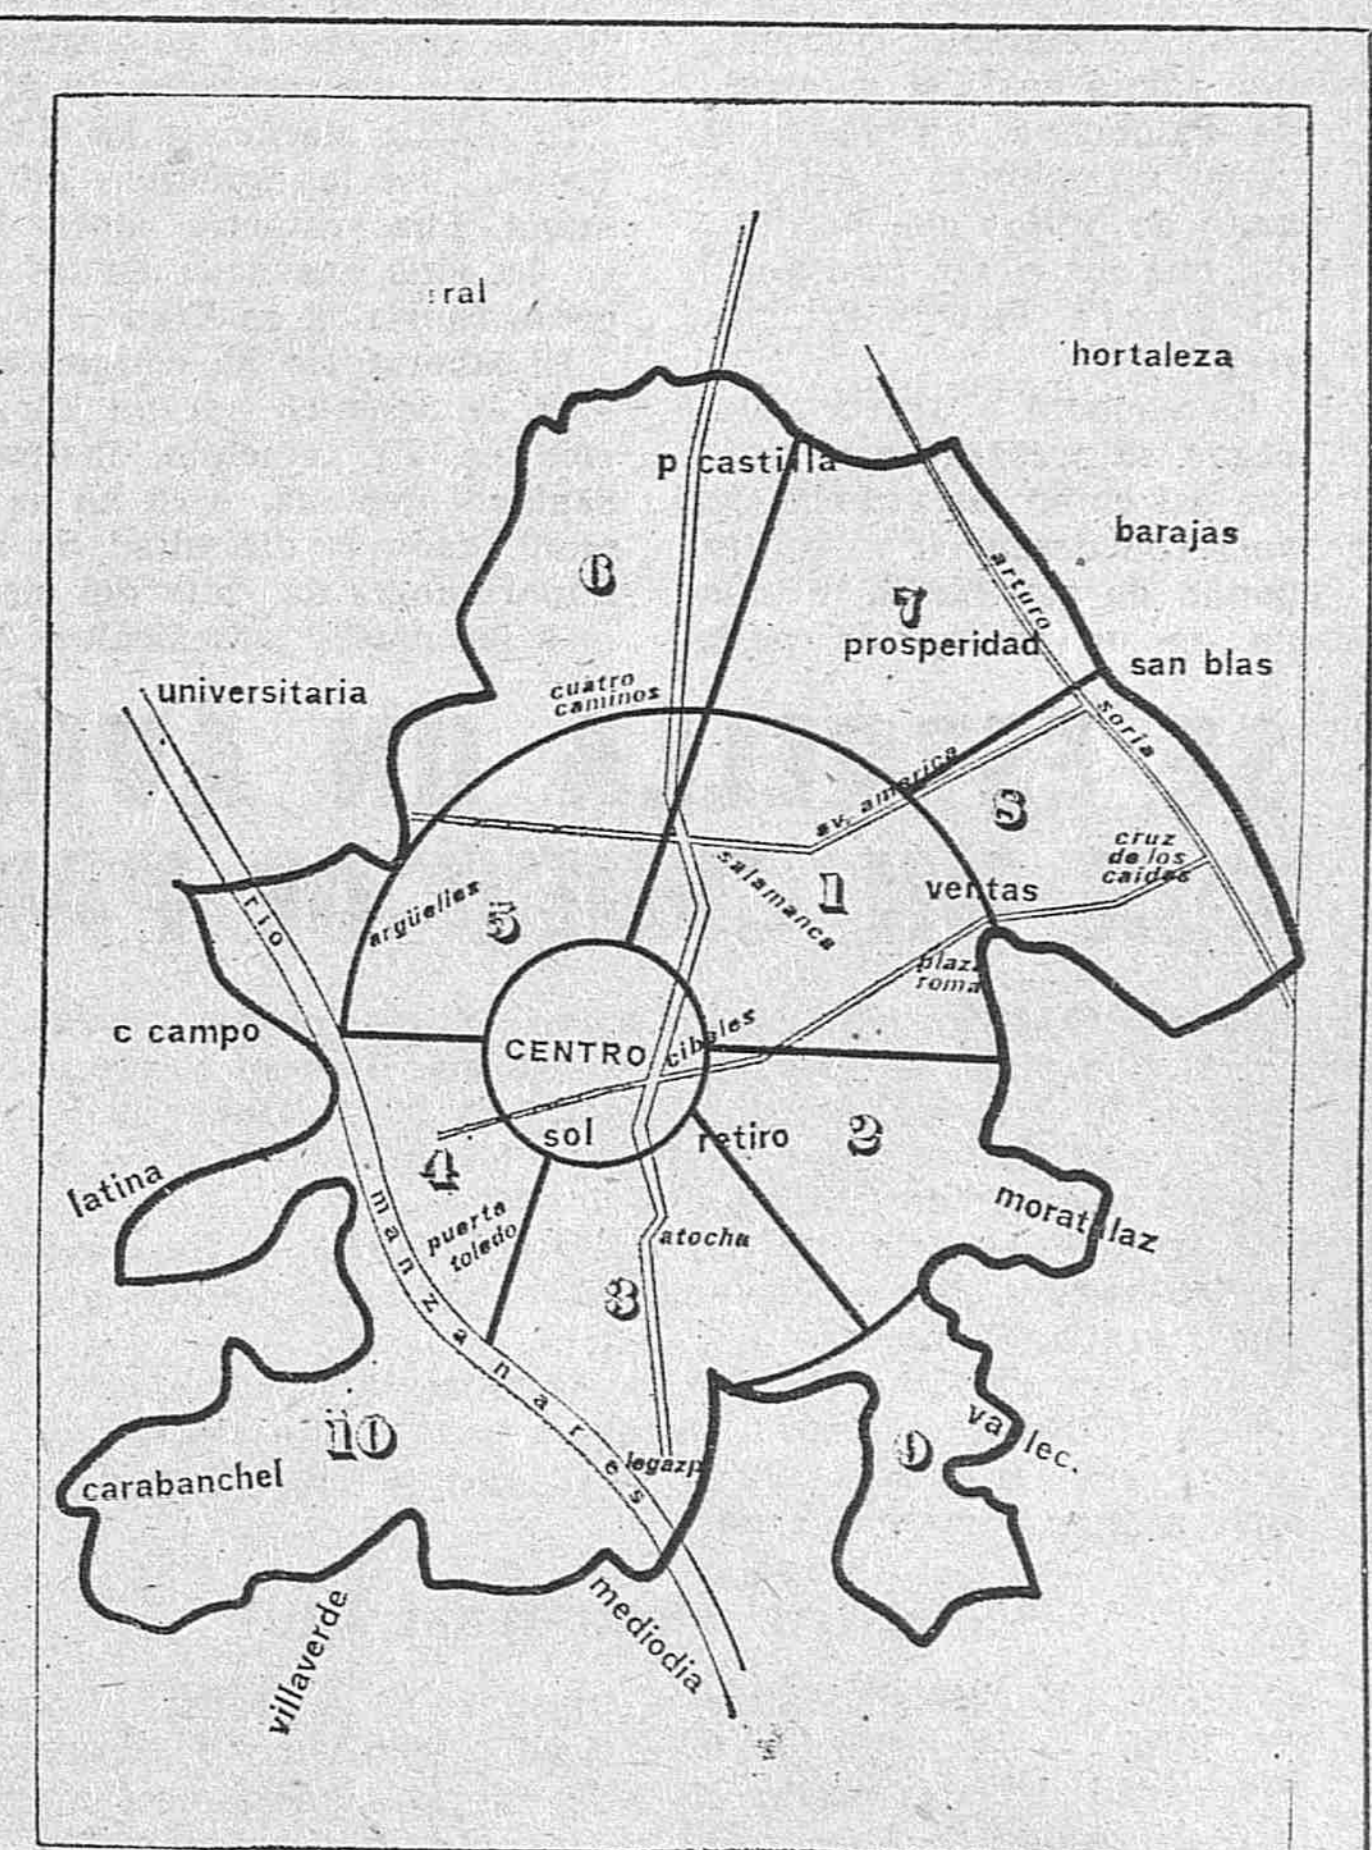 hortaleza
p castilla
barajas
6
arturo
7
prosperidad
san blas
universitaria
cuatro
caminos
soria
av. america
8
cruz
de los
caidos
salamanca
1
ventas
argüelles
5
rio
plaza
roma
c campo
CENTRO
cibeles
sol
retiro
2
4
latina
puerta
toledo
moratalaz
atocha
manzanares
3
10
9
vallec.
carabanchel
legazpi
villaverde
mediodia